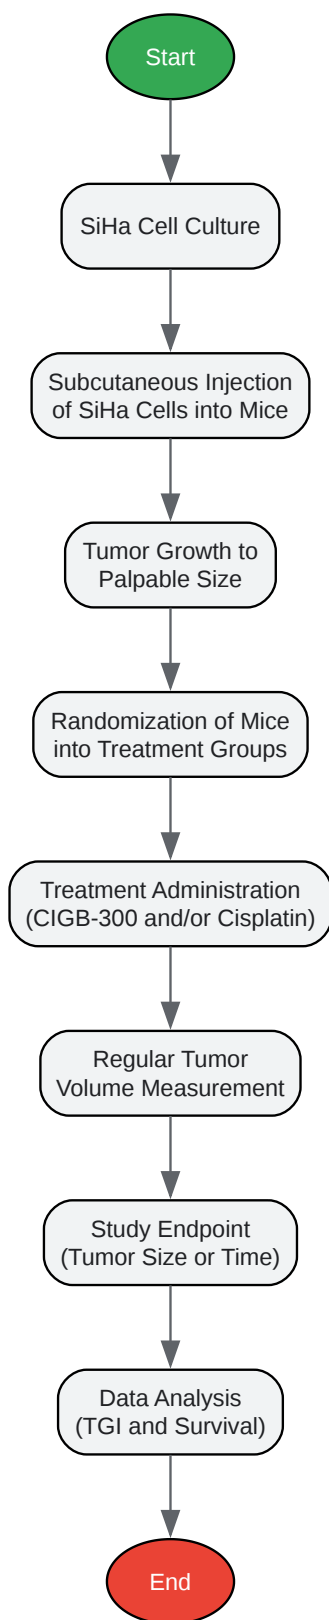 Start
SiHa Cell Culture
Subcutaneous Injection
of SiHa Cells into Mice
Tumor Growth to
Palpable Size
Randomization of Mice
into Treatment Groups
Treatment Administration
(CIGB-300 and/or Cisplatin)
Regular Tumor
Volume Measurement
Study Endpoint
(Tumor Size or Time)
Data Analysis
(TGI and Survival)
End